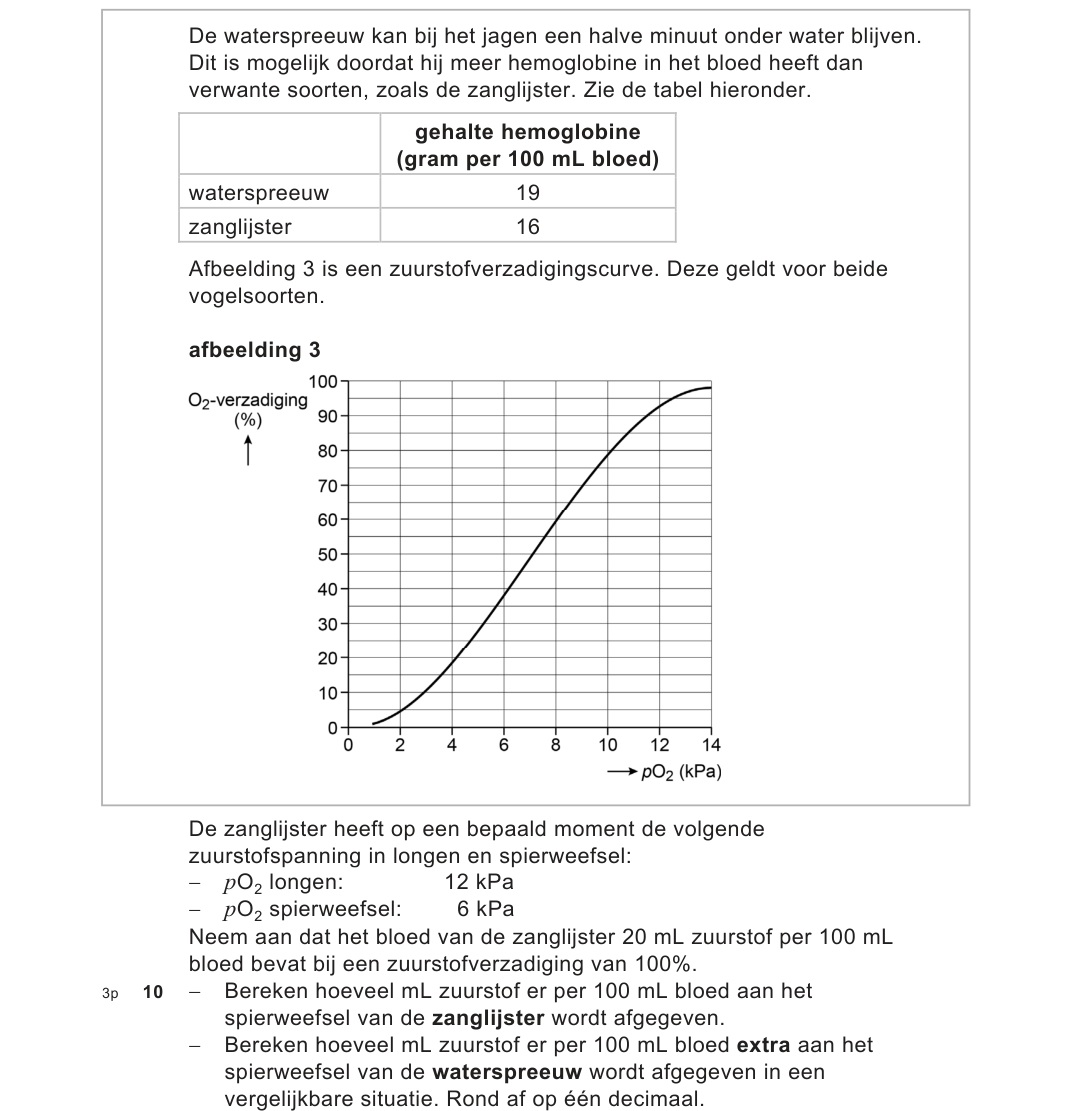 De waterspreeuw kan bij het jagen een halve minuut onder water blijven.
Dit is mogelijk doordat hij meer hemoglobine in het bloed heeft dan
verwante soorten, zoals de zanglijster. Zie de tabel hieronder.
gehalte hemoglobine
(gram per 100 mL bloed)
waterspreeuw 19
zanglijster 16
Afbeelding 3 is een zuurstofverzadigingscurve. Deze geldt voor beide
vogelsoorten.
afbeelding 3
O₂-verzadiging
(%)
100
90
80
70
60
50
40
30
20
10
0
0 2 4 6 8 10 12 14
pO₂ (kPa)
De zanglijster heeft op een bepaald moment de volgende
zuurstofspanning in longen en spierweefsel:
– pO₂ longen: 12 kPa
– pO₂ spierweefsel: 6 kPa
Neem aan dat het bloed van de zanglijster 20 mL zuurstof per 100 mL
bloed bevat bij een zuurstofverzadiging van 100%.
3p 10 – Bereken hoeveel mL zuurstof er per 100 mL bloed aan het
spierweefsel van de zanglijster wordt afgegeven.
– Bereken hoeveel mL zuurstof er per 100 mL bloed extra aan het
spierweefsel van de waterspreeuw wordt afgegeven in een
vergelijkbare situatie. Rond af op één decimaal.